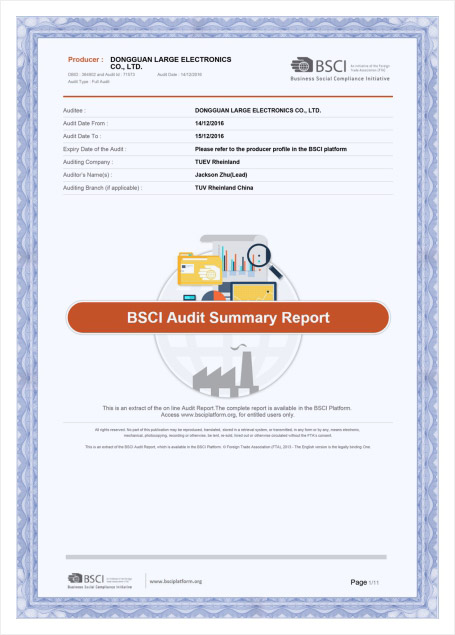 Producer : DONGGUAN LARGE ELECTRONICS
CO., LTD.
DBID : 364952 and Audit Id : 71573 Audit Date : 14/12/2016
Audit Type : Full Audit
BSCI An initiative of the Foreign
Trade Association (FTA)
Business Social Compliance Initiative
Auditee : DONGGUAN LARGE ELECTRONICS CO., LTD.
Audit Date From : 14/12/2016
Audit Date To : 15/12/2016
Expiry Date of the Audit : Please refer to the producer profile in the BSCI platform
Auditing Company : TUEV Rheinland
Auditor's Name(s) : Jackson Zhu(Lead)
Auditing Branch (if applicable) : TUV Rheinland China
BSCI Audit Summary Report
This is an extract of the on line Audit Report.The complete report is available in the BSCI Platform.
Access www.bsciplatform.org, for entitled users only.
All rights reserved. No part of this publication may be reproduced, translated, stored in a retrieval system, or transmitted, in any form or by any, means electronic,
mechanical, photocopying, recording or otherwise, be lent, re-sold, hired out or otherwise circulated without the FTA's consent.
This is an extract of the BSCI Audit Report, which is available in the BSCI Platform. © Foreign Trade Association (FTA), 2013 - The English version is the legally binding One.
BSCI An initiative of the Foreign
Trade Association (FTA)
Business Social Compliance Initiative
www.bsciplatform.org
Page 1/11